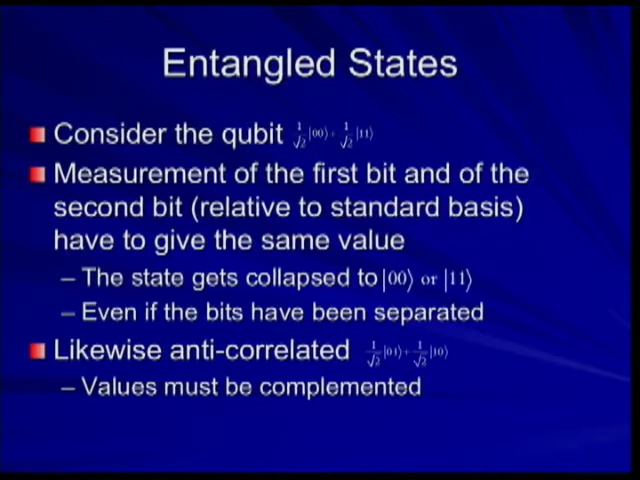 Entangled States
Consider the qubit 1/√2|00⟩ + 1/√2|11⟩
Measurement of the first bit and of the
second bit (relative to standard basis)
have to give the same value
– The state gets collapsed to |00⟩ or |11⟩
– Even if the bits have been separated
Likewise anti-correlated 1/√2|01⟩ + 1/√2|10⟩
– Values must be complemented